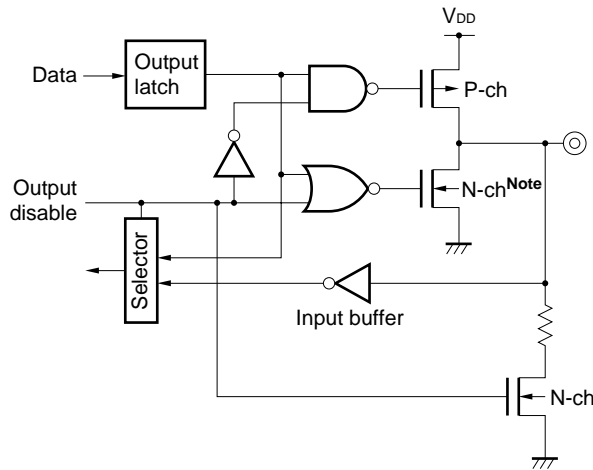 VDD
Data
Output
latch
P-ch
Output
disable
N-chNote
Selector
Input buffer
N-ch